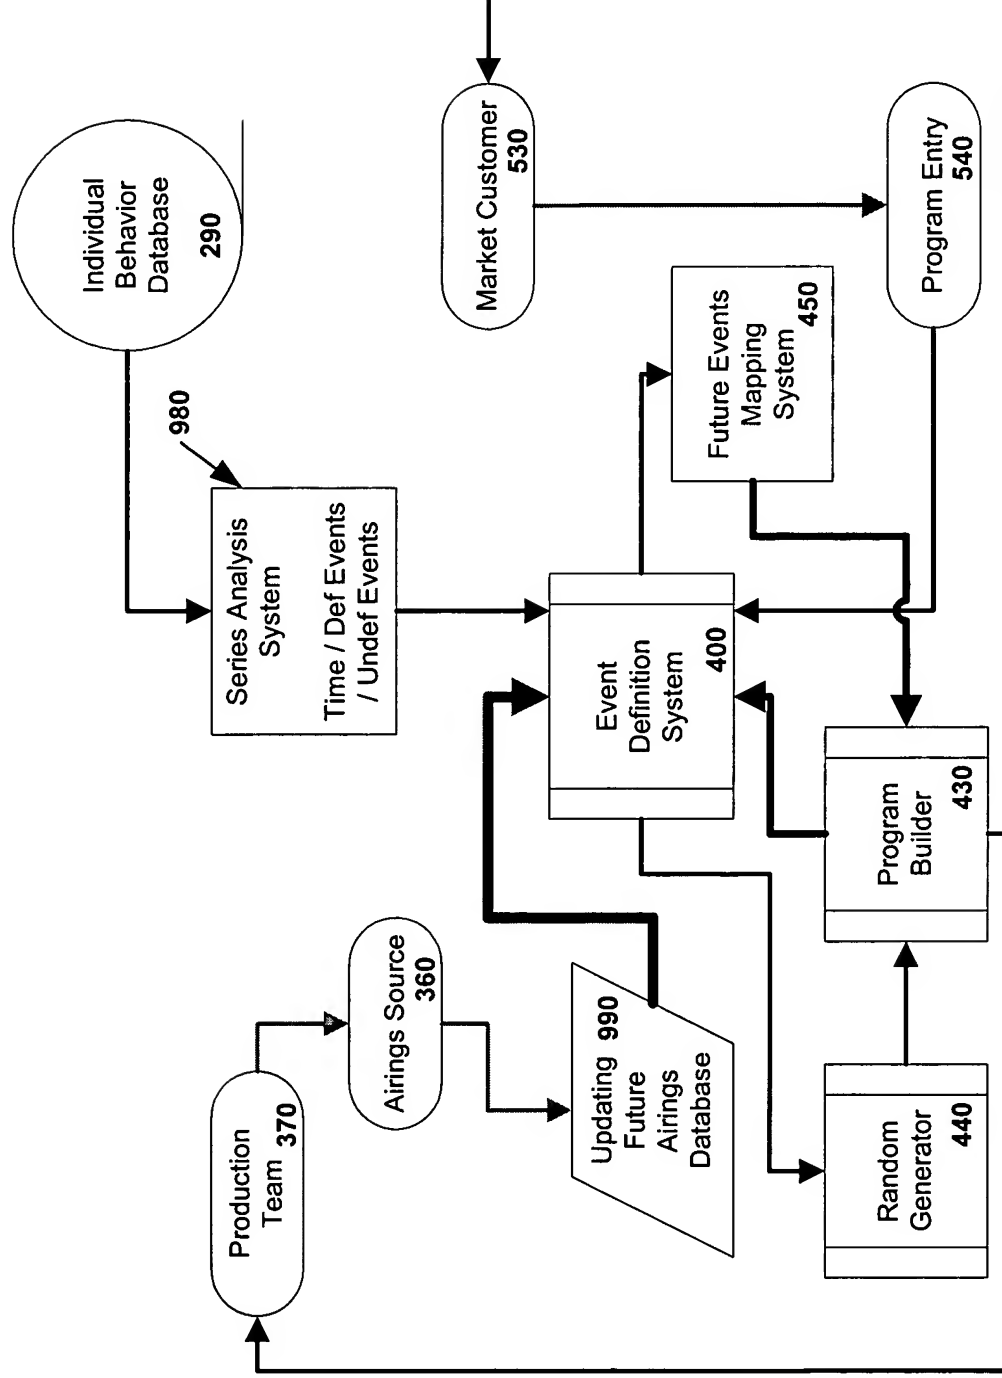 Production
Team 370
Airings Source
360
Updating 990
Future
Airings
Database
Random
Generator
440
Individual
Behavior
Database
290
980
Series Analysis
System
Time / Def Events
/ Undef Events
Event
Definition
System
400
Program
Builder
430
Market Customer
530
Future Events
Mapping
System
450
Program Entry
540